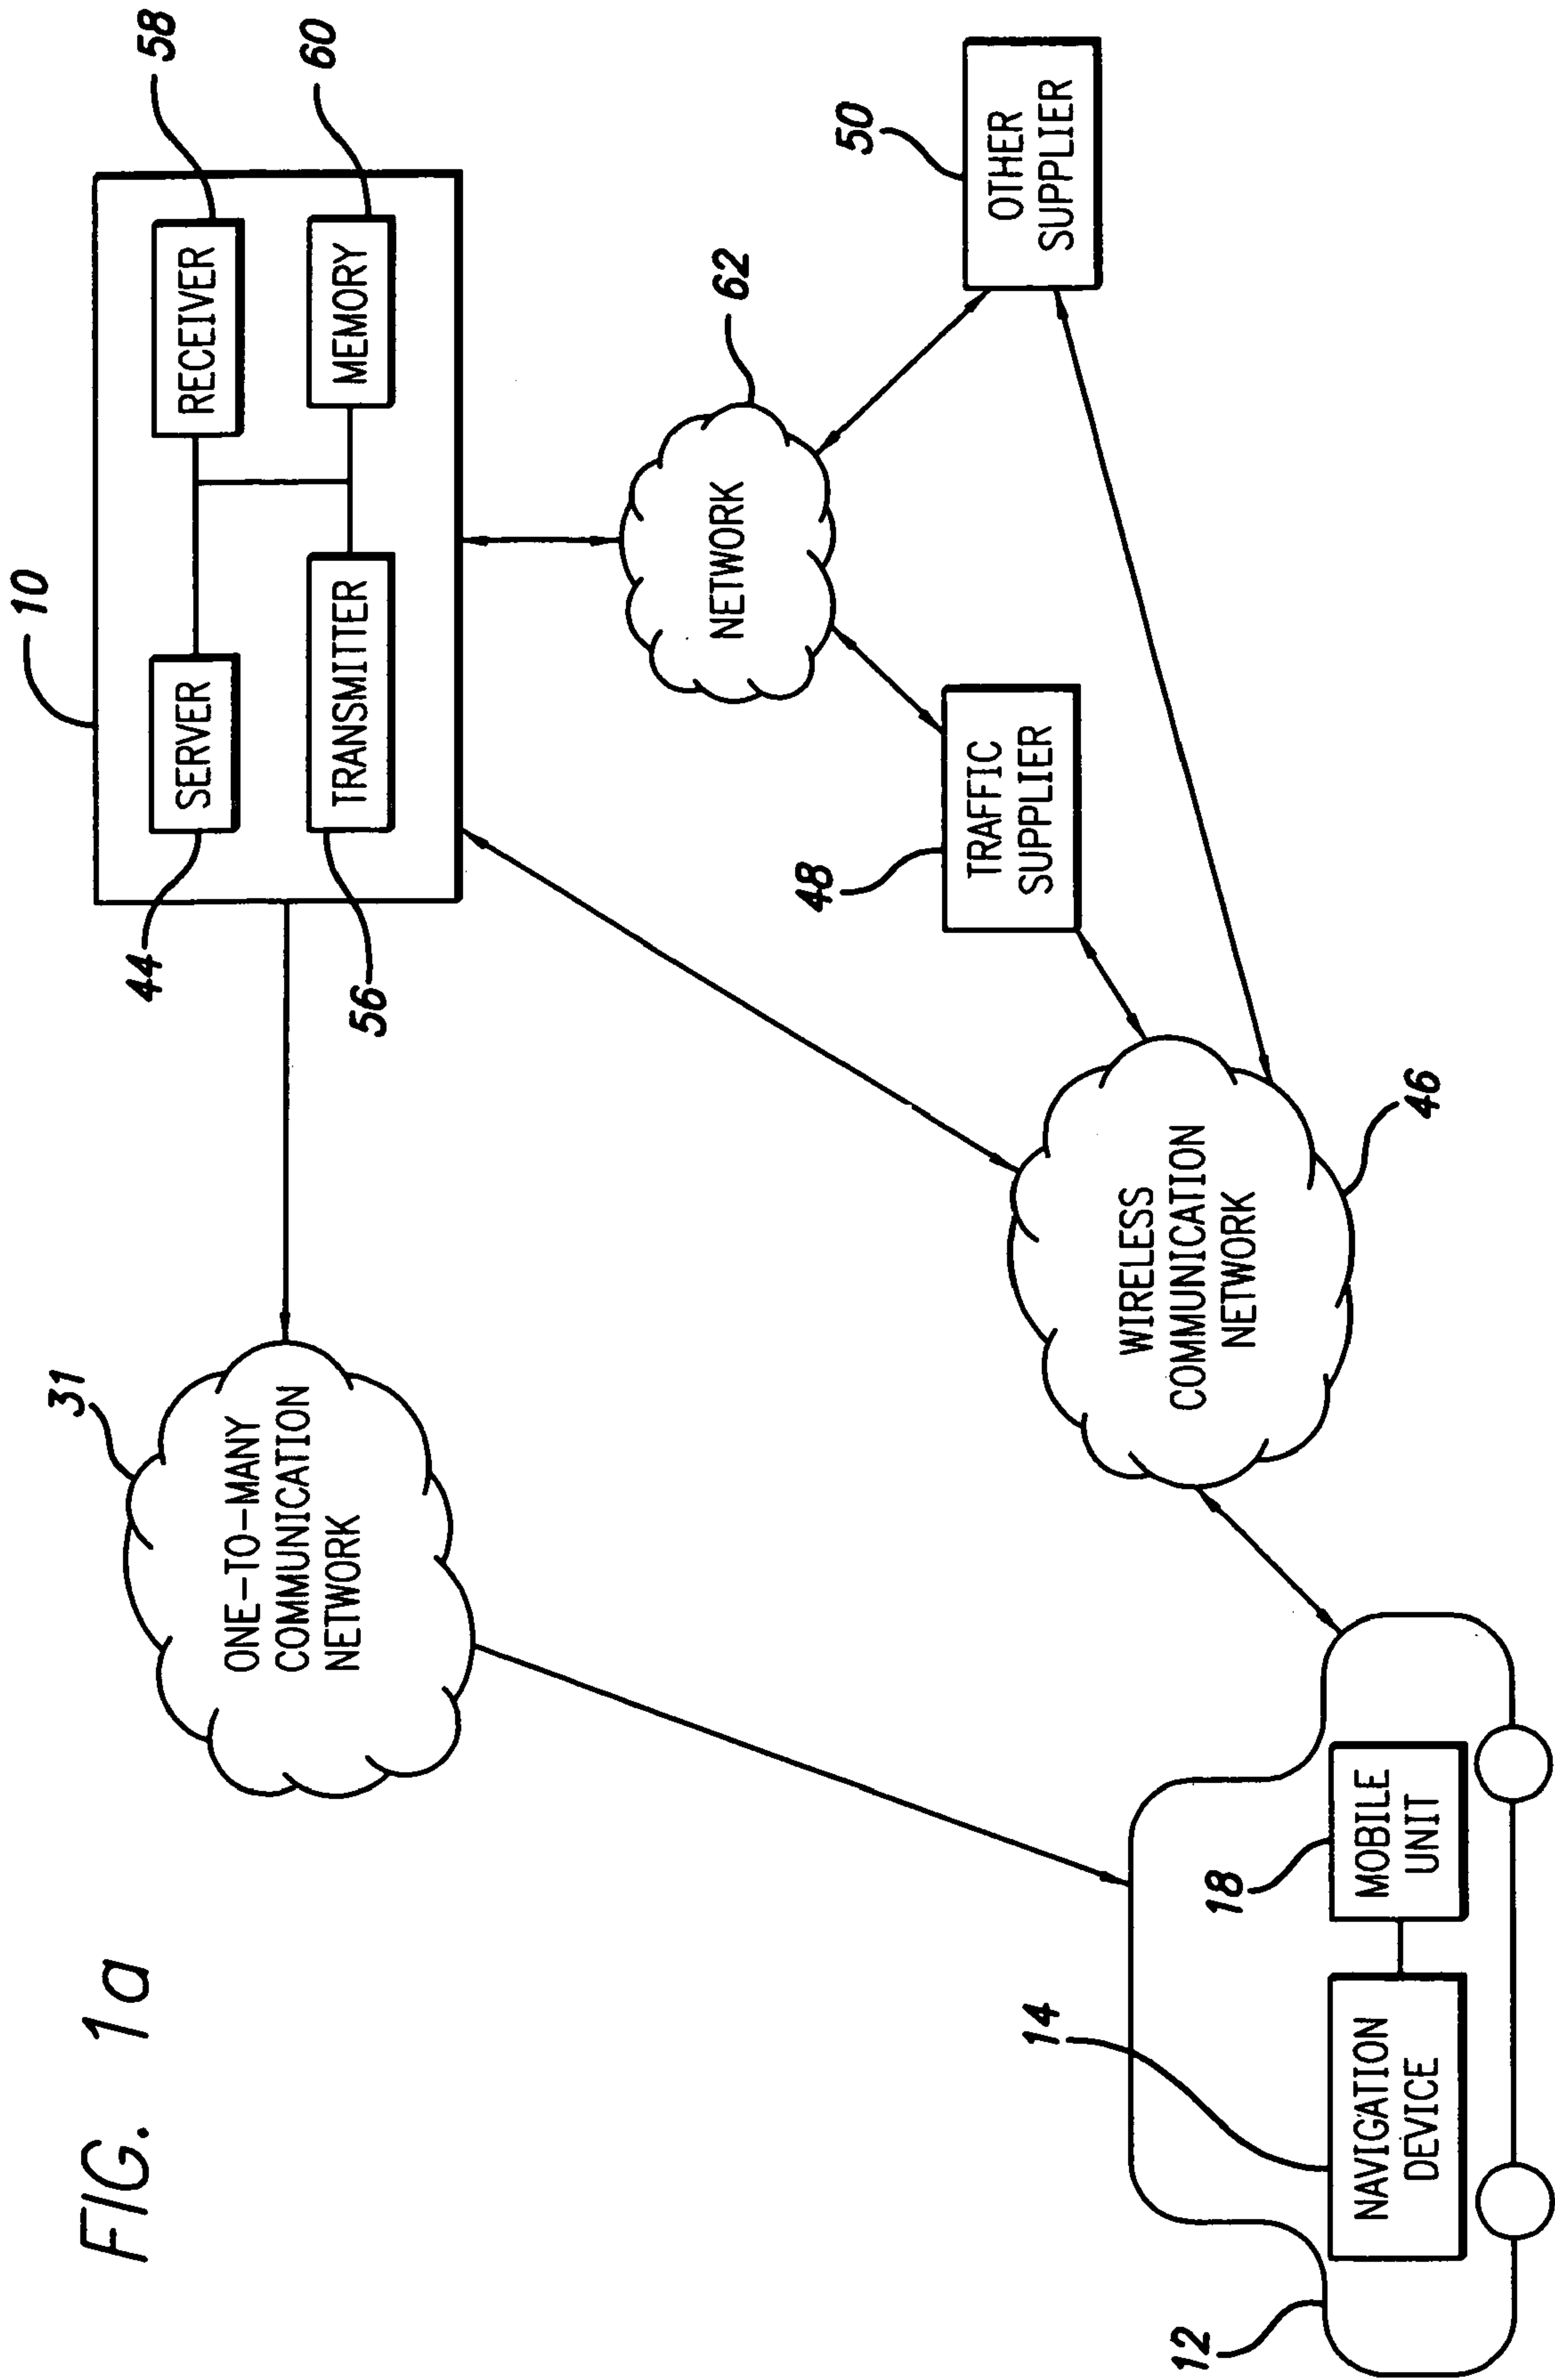 FIG. 1a
10
44
SERVER
RECEIVER
58
56
TRANSMITTER
MEMORY
60
31
ONE-TO-MANY
COMMUNICATION
NETWORK
NETWORK
62
48
TRAFFIC
SUPPLIER
50
OTHER
SUPPLIER
WIRELESS
COMMUNICATION
NETWORK
46
12
14
NAVIGATION
DEVICE
18
MOBILE
UNIT